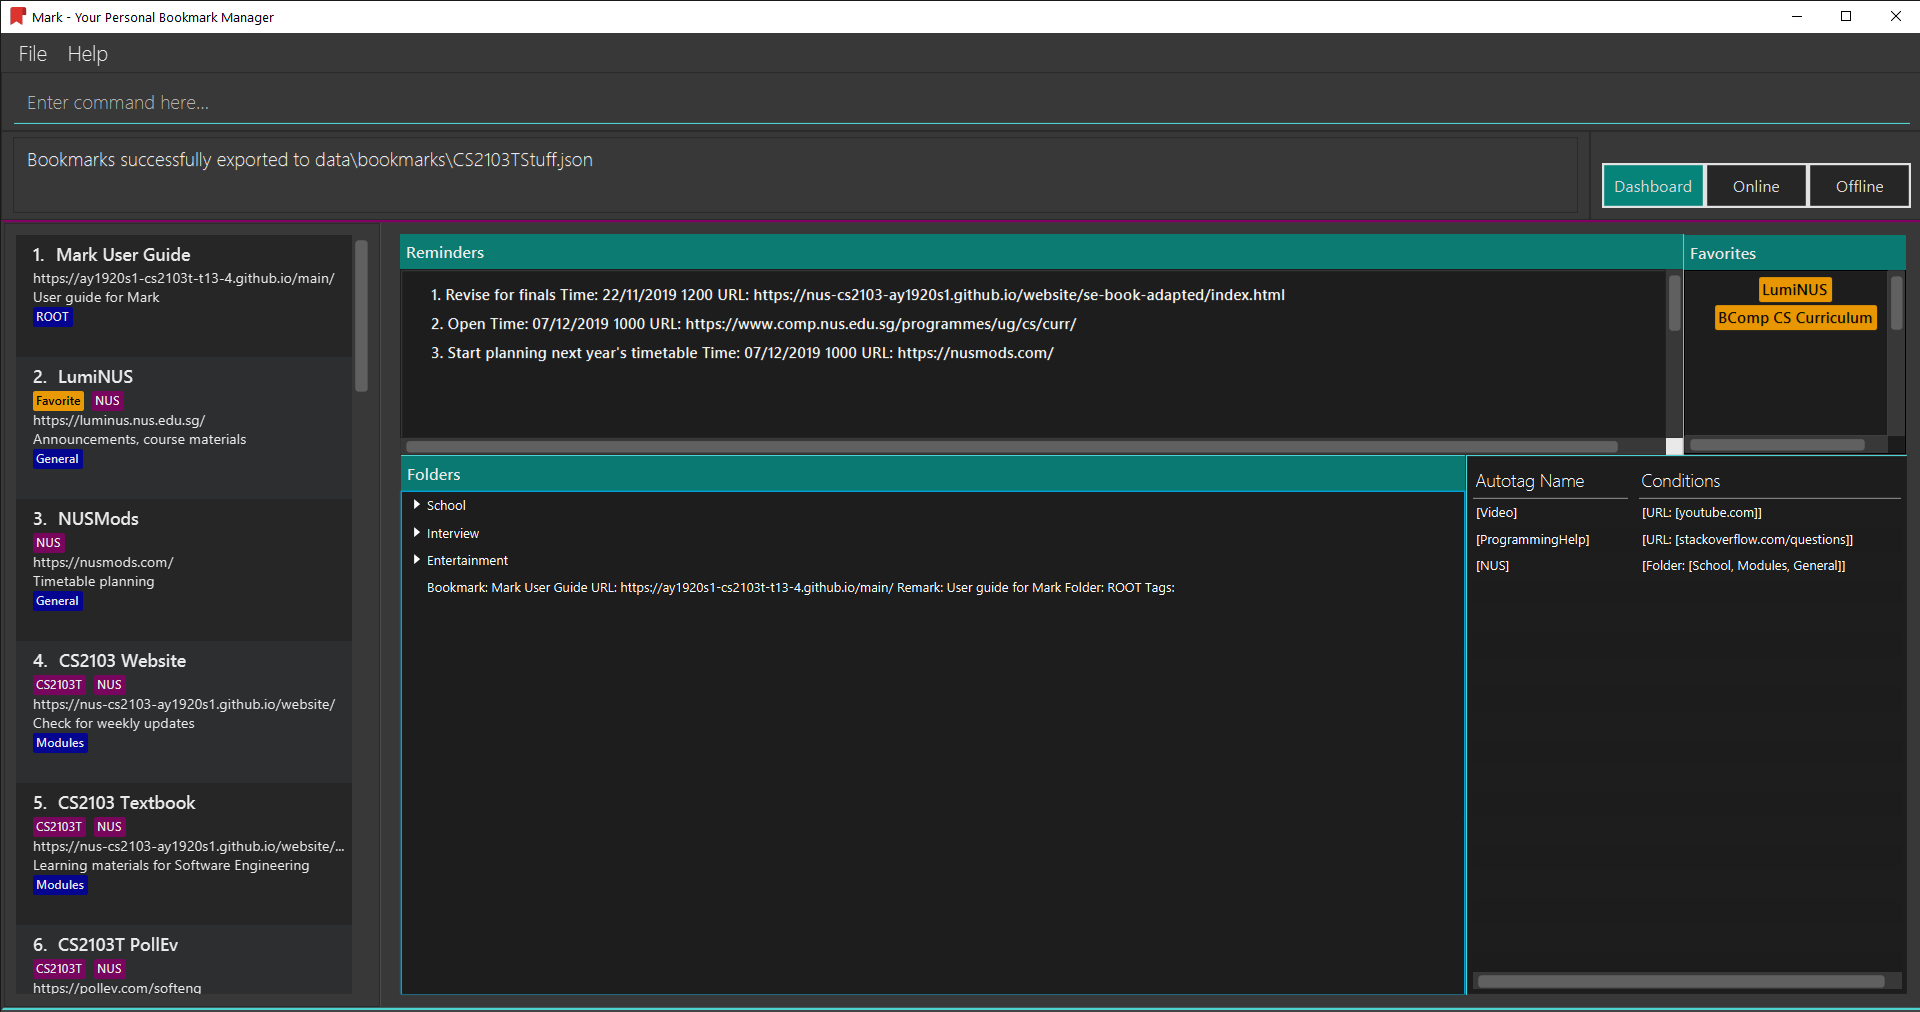 Mark - Your Personal Bookmark Manager
File Help
Enter command here...
Bookmarks successfully exported to data\bookmarks\CS2103TStuff.json
Dashboard Online Offline
1. Mark User Guide
https://ay1920s1-cs2103t-t13-4.github.io/main/
User guide for Mark
ROOT
2. LumiNUS
Favorite NUS
https://luminus.nus.edu.sg/
Announcements, course materials
General
3. NUSMods
NUS
https://nusmods.com/
Timetable planning
General
4. CS2103 Website
CS2103T NUS
https://nus-cs2103-ay1920s1.github.io/website/
Check for weekly updates
Modules
5. CS2103 Textbook
CS2103T NUS
https://nus-cs2103-ay1920s1.github.io/website/...
Learning materials for Software Engineering
Modules
6. CS2103T PollEv
CS2103T NUS
https://pollev.com/softeng
Reminders
1. Revise for finals Time: 22/11/2019 1200 URL: https://nus-cs2103-ay1920s1.github.io/website/se-book-adapted/index.html
2. Open Time: 07/12/2019 1000 URL: https://www.comp.nus.edu.sg/programmes/ug/cs/curr/
3. Start planning next year's timetable Time: 07/12/2019 1000 URL: https://nusmods.com/
Favorites
LumiNUS
BComp CS Curriculum
Folders
School
Interview
Entertainment
Bookmark: Mark User Guide URL: https://ay1920s1-cs2103t-t13-4.github.io/main/ Remark: User guide for Mark Folder: ROOT Tags:
Autotag Name Conditions
[Video] [URL: [youtube.com]]
[ProgrammingHelp] [URL: [stackoverflow.com/questions]]
[NUS] [Folder: [School, Modules, General]]